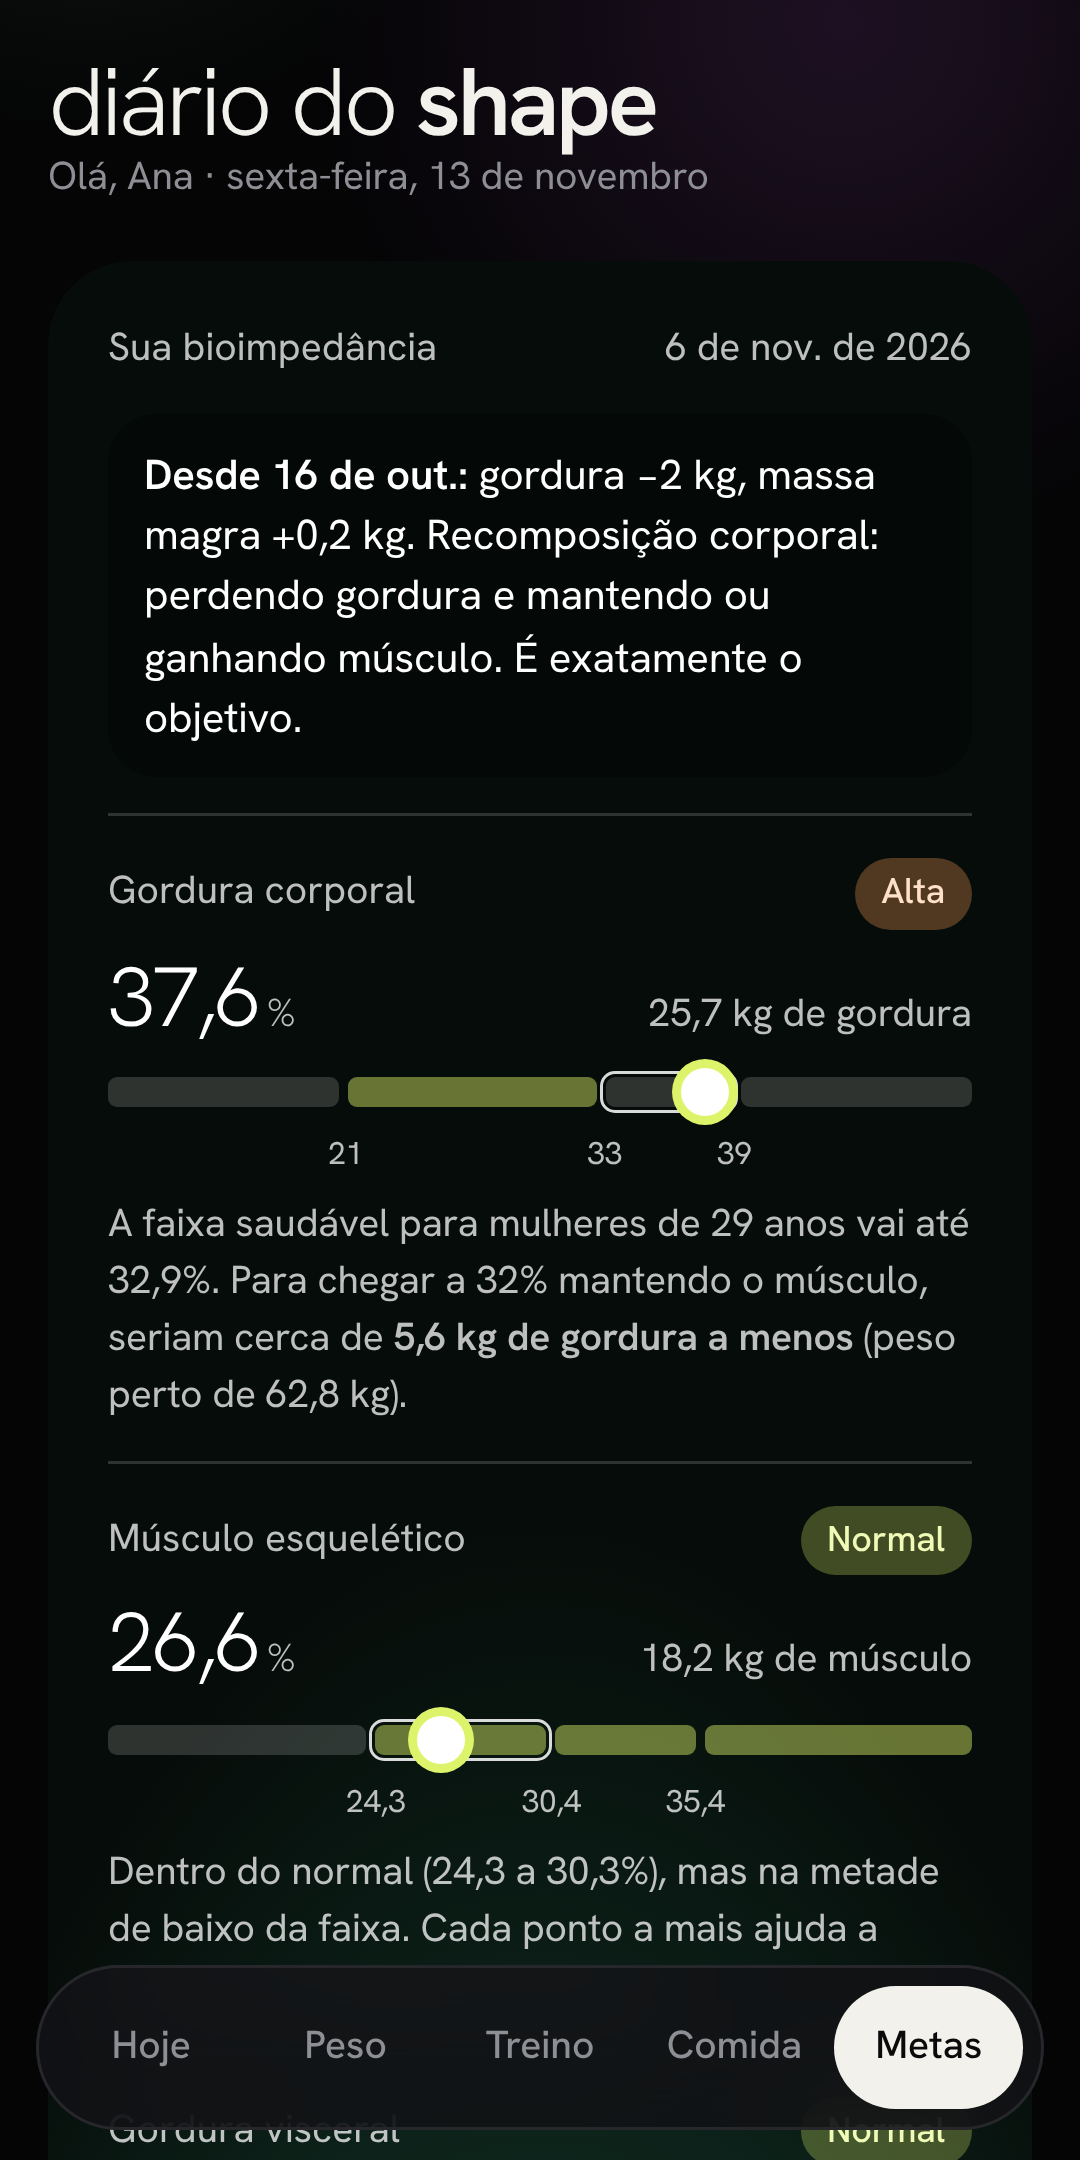 diário do shape
Olá, Ana · sexta-feira, 13 de novembro
Sua bioimpedância
6 de nov. de 2026
Desde 16 de out.: gordura −2 kg, massa
magra +0,2 kg. Recomposição corporal:
perdendo gordura e mantendo ou
ganhando músculo. É exatamente o
objetivo.
Gordura corporal
Alta
37,6 %
25,7 kg de gordura
21
33
39
A faixa saudável para mulheres de 29 anos vai até
32,9%. Para chegar a 32% mantendo o músculo,
seriam cerca de 5,6 kg de gordura a menos (peso
perto de 62,8 kg).
Músculo esquelético
Normal
26,6 %
18,2 kg de músculo
24,3
30,4
35,4
Dentro do normal (24,3 a 30,3%), mas na metade
de baixo da faixa. Cada ponto a mais ajuda a
Hoje
Peso
Treino
Comida
Metas
Gordura visceral
Normal